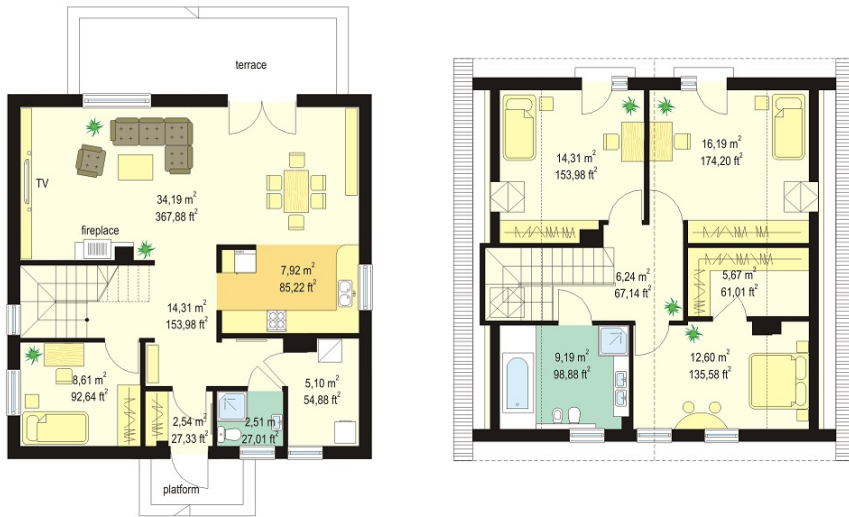 terrace
TV
34,19 m²
367,88 ft²
fireplace
7,92 m²
85,22 ft²
14,31 m²
153,98 ft²
8,61 m²
92,64 ft²
2,54 m²
27,33 ft²
2,51 m²
27,01 ft²
5,10 m²
54,88 ft²
platform
14,31 m²
153,98 ft²
16,19 m²
174,20 ft²
6,24 m²
67,14 ft²
5,67 m²
61,01 ft²
9,19 m²
98,88 ft²
12,60 m²
135,58 ft²